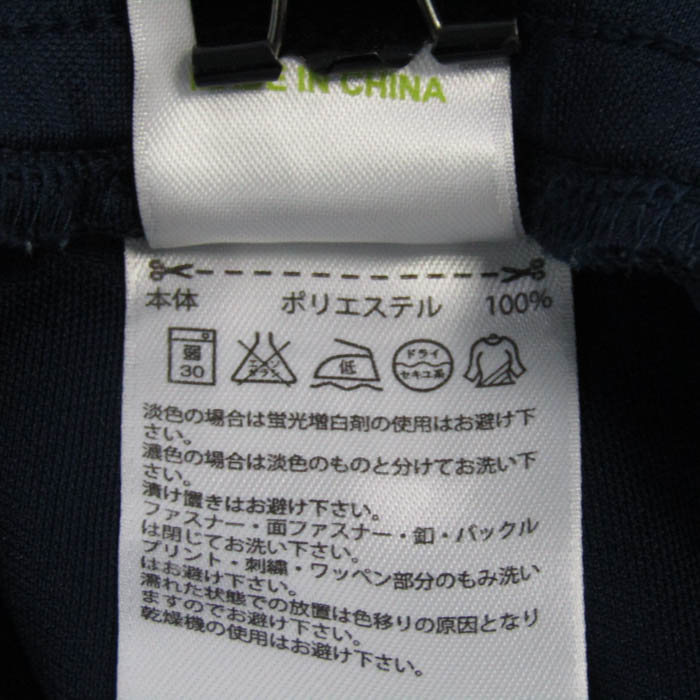 IN CHINA
本体 ポリエステル 100%
弱
30
エンソ
サラシ
低
ドライ
セキユ系
淡色の場合は蛍光増白剤の使用はお避け下
さい。
濃色の場合は淡色のものと分けてお洗い下
さい。
漬け置きはお避け下さい。
ファスナー・面ファスナー・釦・バックル
は閉じてお洗い下さい。
プリント・刺繍・ワッペン部分のもみ洗い
はお避け下さい。
濡れた状態での放置は色移りの原因となり
ますのでお避け下さい。
乾燥機の使用はお避け下さい。